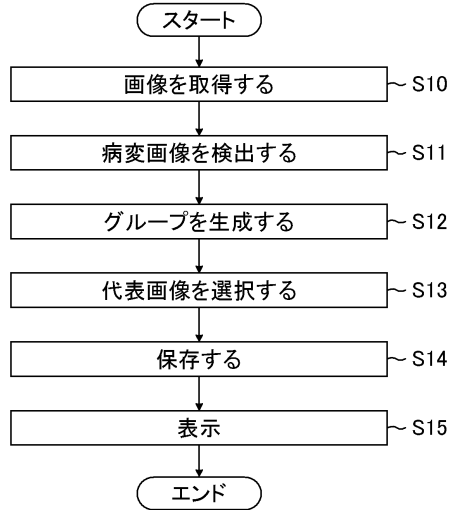 スタート
画像を取得する ~ S10
病変画像を検出する ~ S11
グループを生成する ~ S12
代表画像を選択する ~ S13
保存する ~ S14
表示 ~ S15
エンド